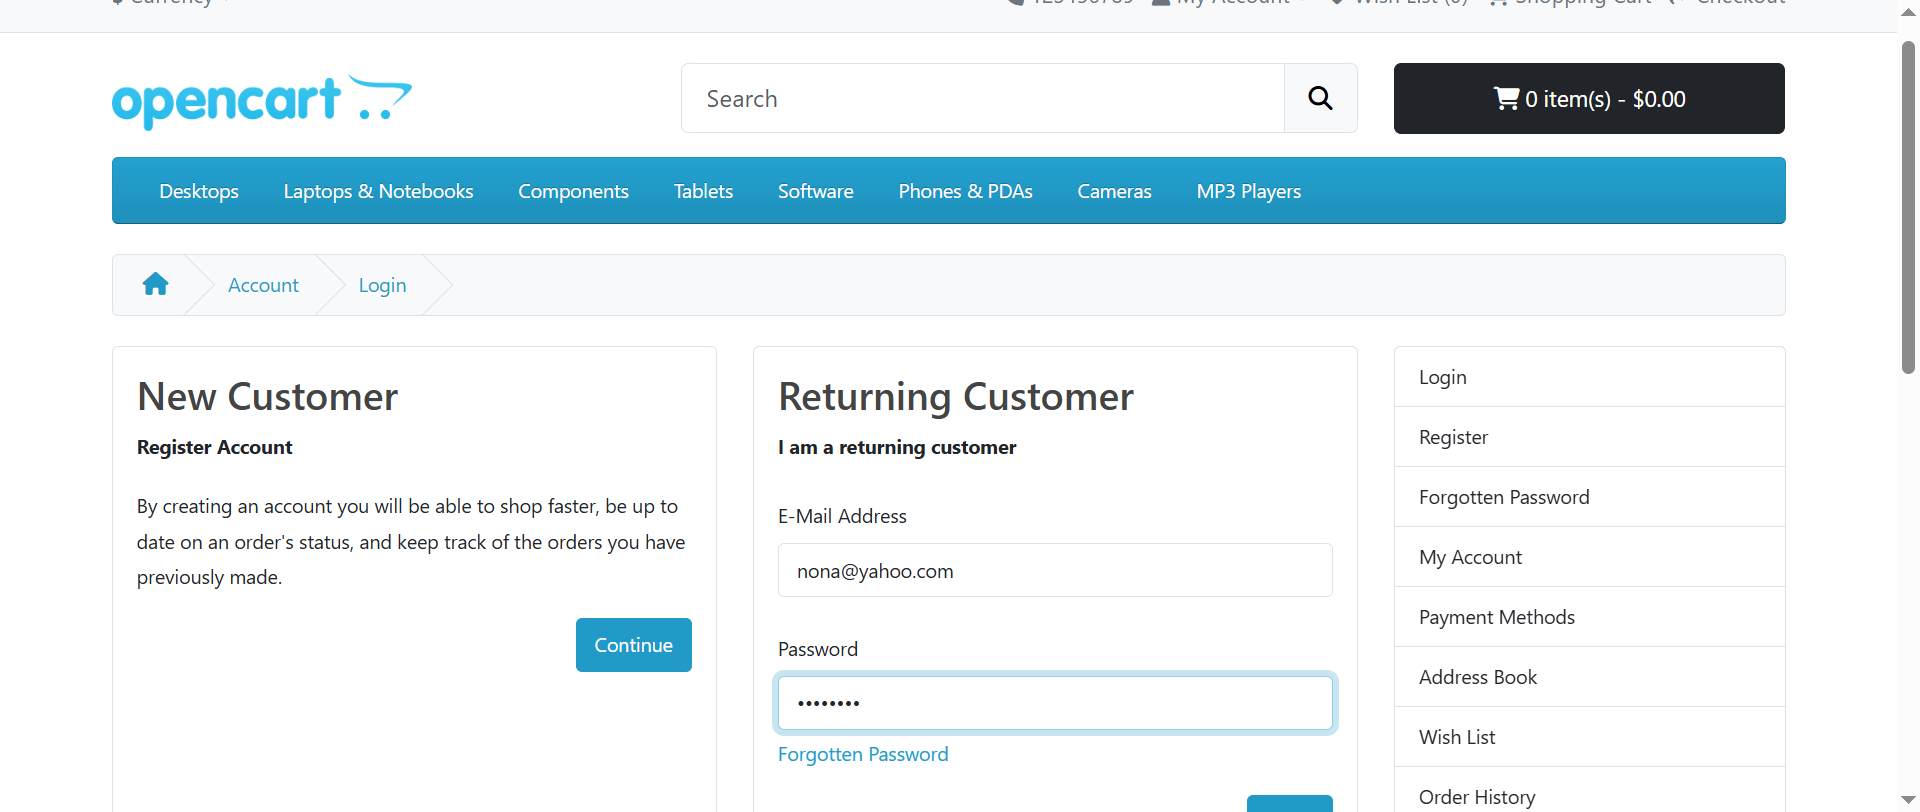 $ Currency
123456789 My Account Wish List (0) Shopping Cart Checkout
opencart
Search
0 item(s) - $0.00
Desktops Laptops & Notebooks Components Tablets Software Phones & PDAs Cameras MP3 Players
Account Login
New Customer
Register Account
By creating an account you will be able to shop faster, be up to
date on an order's status, and keep track of the orders you have
previously made.
Continue
Returning Customer
I am a returning customer
E-Mail Address
nona@yahoo.com
Password
••••••••
Forgotten Password
Login
Register
Forgotten Password
My Account
Payment Methods
Address Book
Wish List
Order History